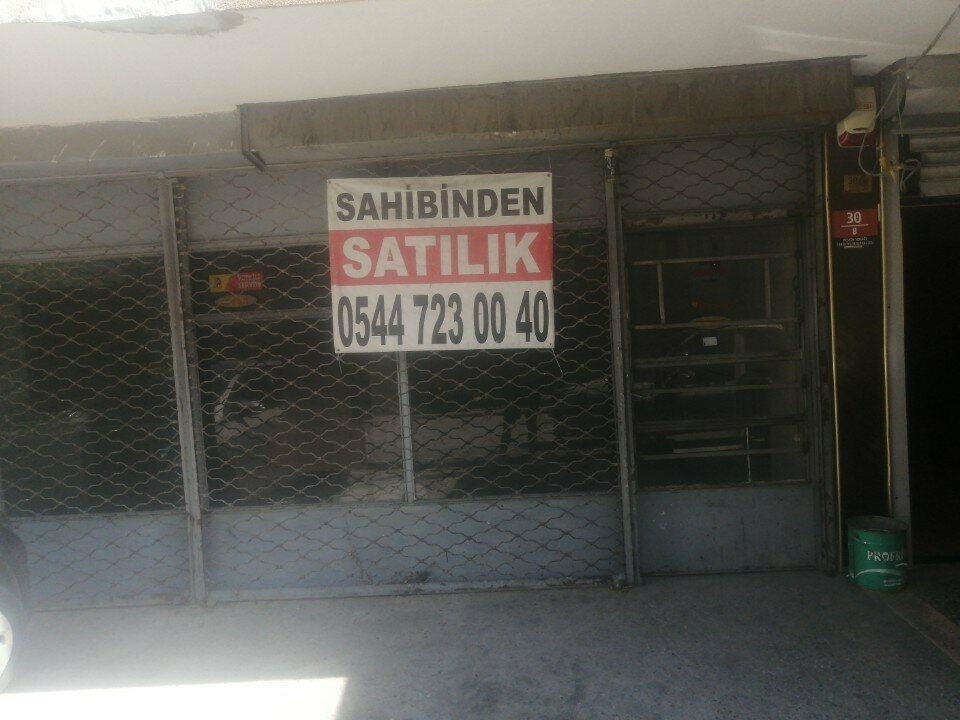 SAHİBİNDEN
SATILIK
0544 723 00 40
30
B
PROFI